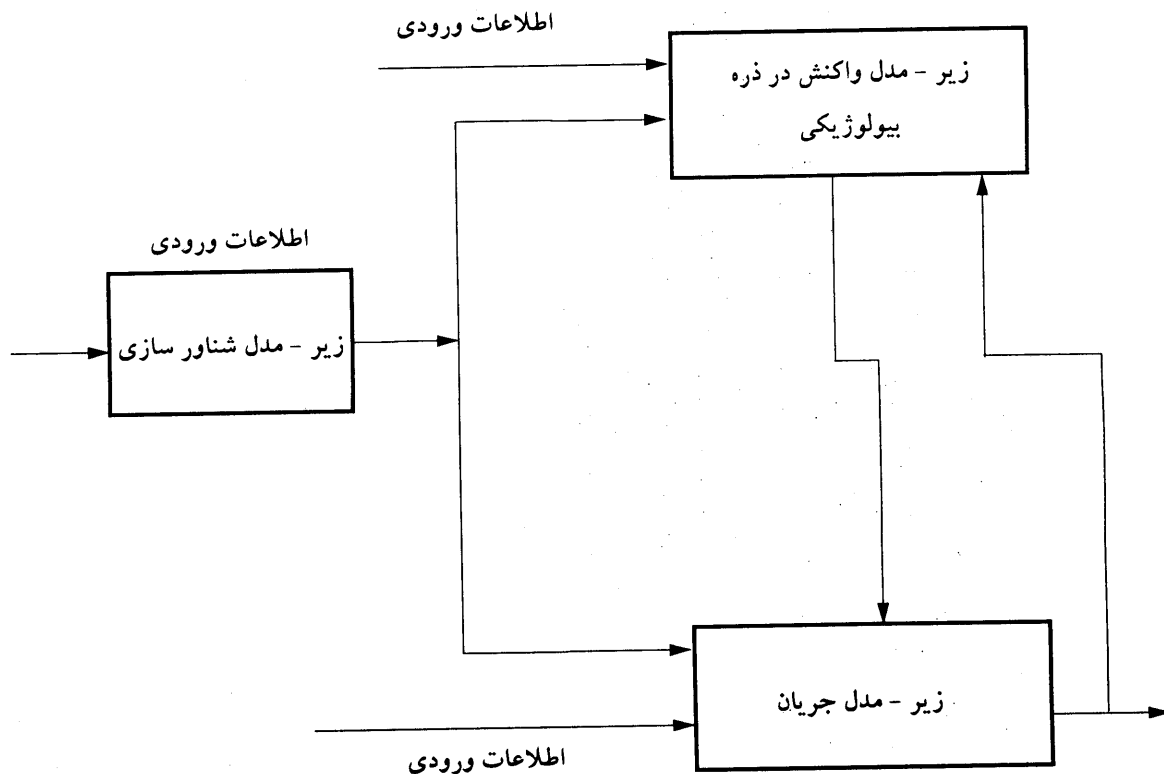 اطلاعات ورودی
زیر - مدل واکنش در ذره
بیولوژیکی
اطلاعات ورودی
زیر - مدل شناور سازی
زیر - مدل جریان
اطلاعات ورودی